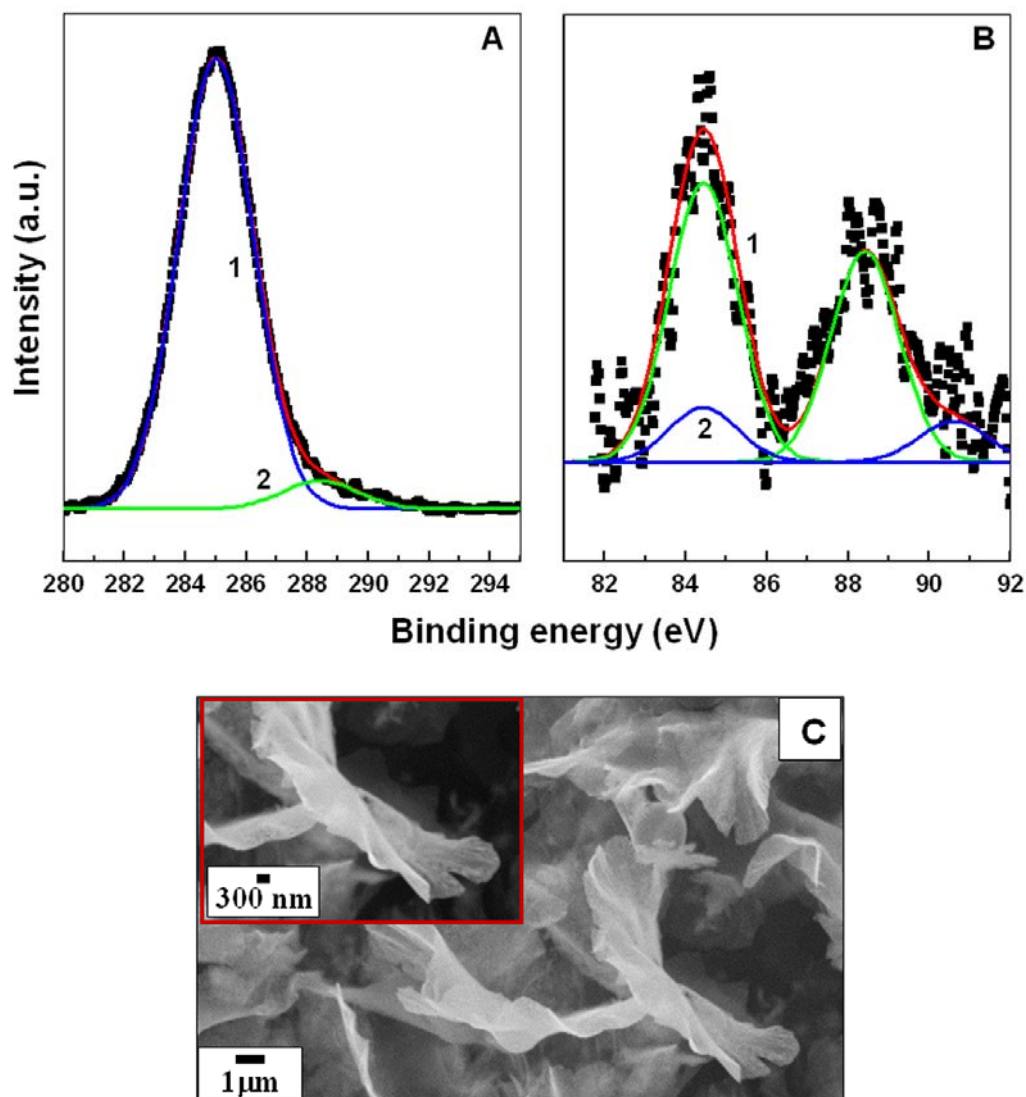 A
B
Intensity (a.u.)
1
2
1
2
280 282 284 286 288 290 292 294
82 84 86 88 90 92
Binding energy (eV)
C
300 nm
1µm